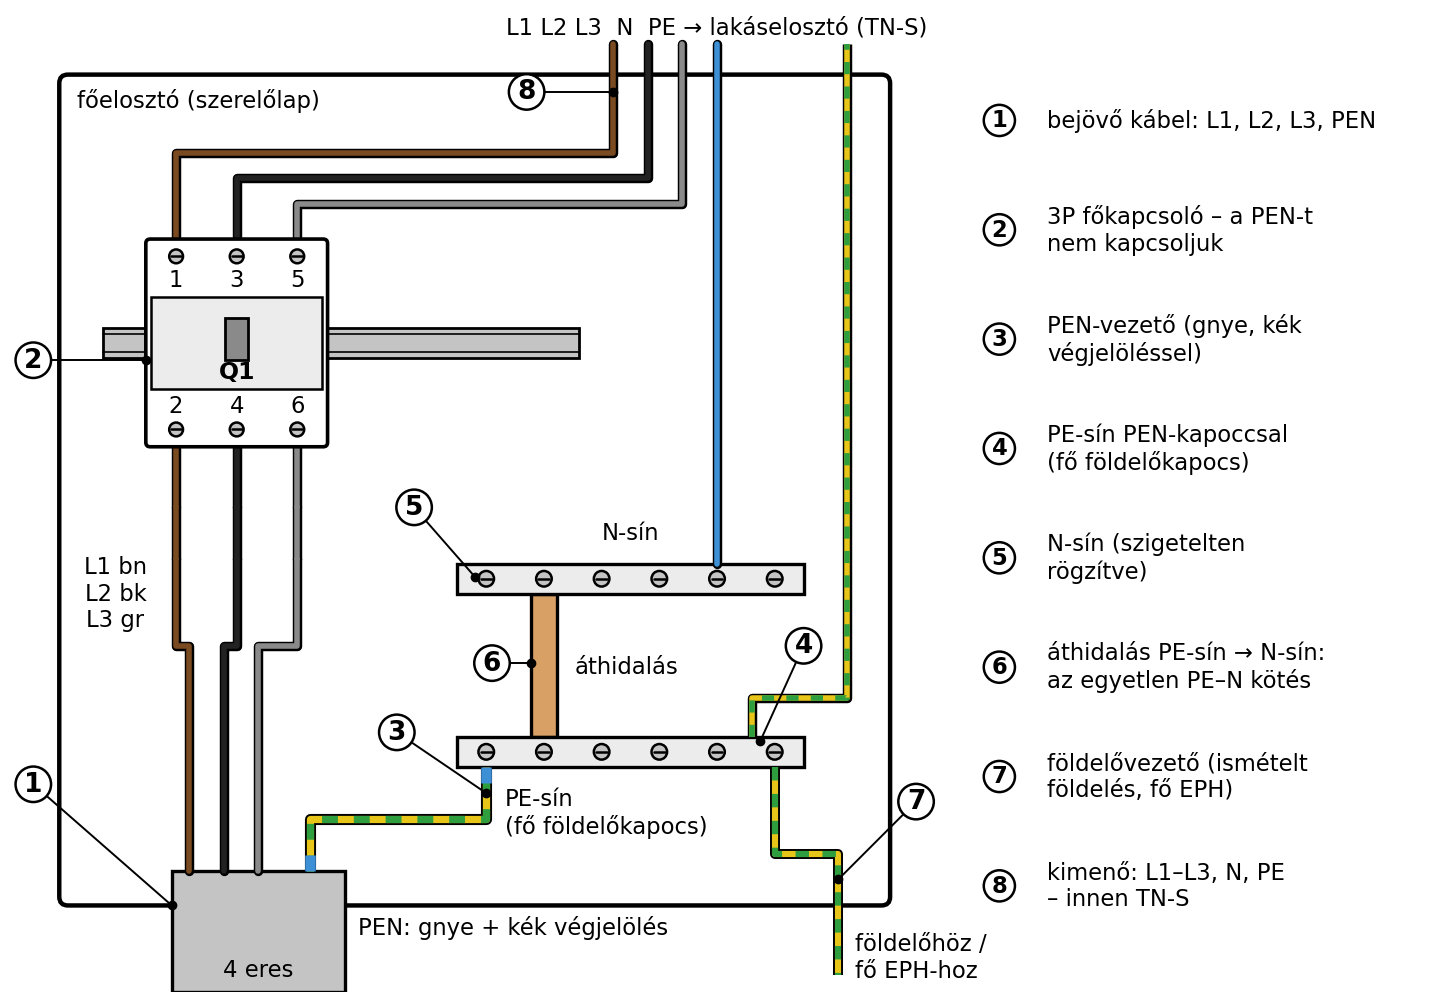 L1 L2 L3 N PE → lakáselosztó (TN-S)
főelosztó (szerelőlap)
8
1 3 5
Q1
2
2 4 6
5
N-sín
L1 bn
L2 bk
L3 gr
6
áthidalás
4
3
1
PE-sín
(fő földelőkapocs)
7
PEN: gnye + kék végjelölés
4 eres
földelőhöz /
fő EPH-hoz
1 bejövő kábel: L1, L2, L3, PEN
2 3P főkapcsoló – a PEN-t
nem kapcsoljuk
3 PEN-vezető (gnye, kék
végjelöléssel)
4 PE-sín PEN-kapoccsal
(fő földelőkapocs)
5 N-sín (szigetelten
rögzítve)
6 áthidalás PE-sín → N-sín:
az egyetlen PE–N kötés
7 földelővezető (ismételt
földelés, fő EPH)
8 kimenő: L1–L3, N, PE
– innen TN-S